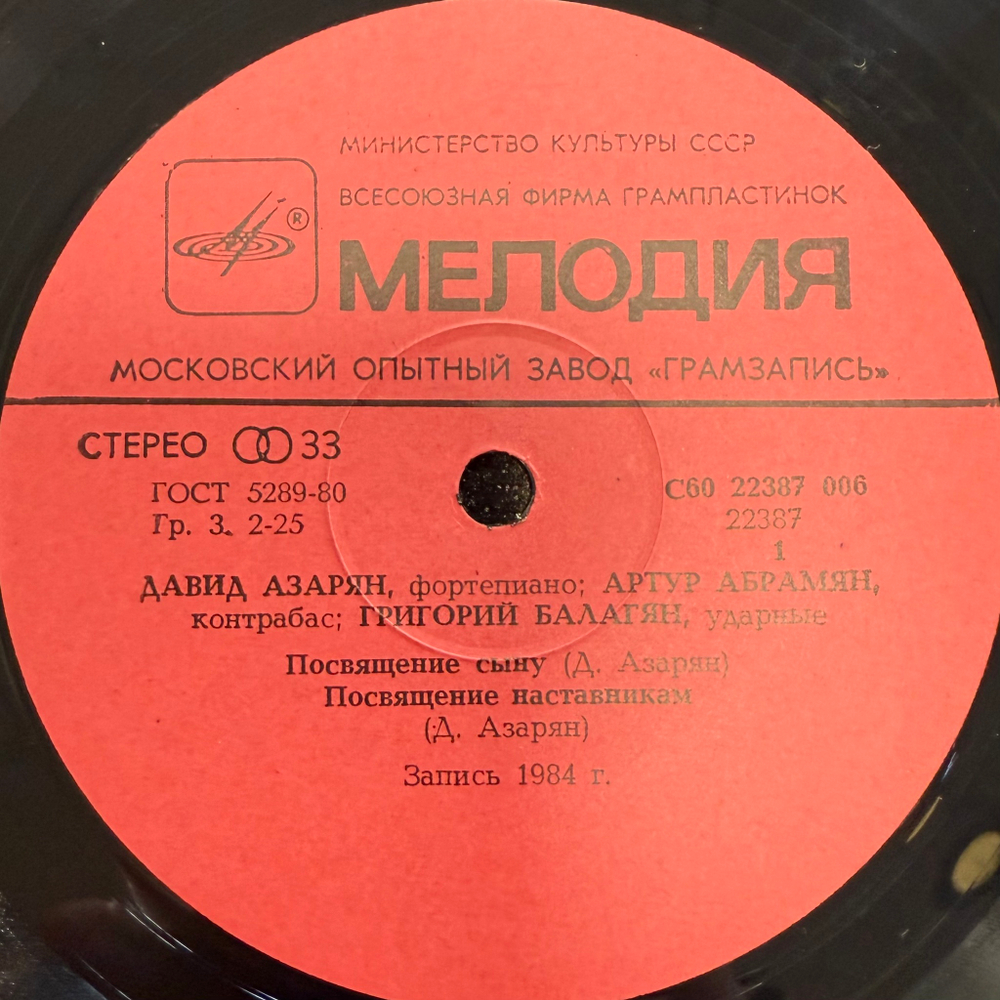 МИНИСТЕРСТВО КУЛЬТУРЫ СССР
ВСЕСОЮЗНАЯ ФИРМА ГРАМПЛАСТИНОК
®
МЕЛОДИЯ
МОСКОВСКИЙ ОПЫТНЫЙ ЗАВОД «ГРАМЗАПИСЬ»
СТЕРЕО 33
ГОСТ 5289-80
Гр. 3. 2-25
С60 22387 006
22387
1
ДАВИД АЗАРЯН, фортепиано; АРТУР АБРАМЯН,
контрабас; ГРИГОРИЙ БАЛАГЯН, ударные
Посвящение сыну (Д. Азарян)
Посвящение наставникам
(Д. Азарян)
Запись 1984 г.